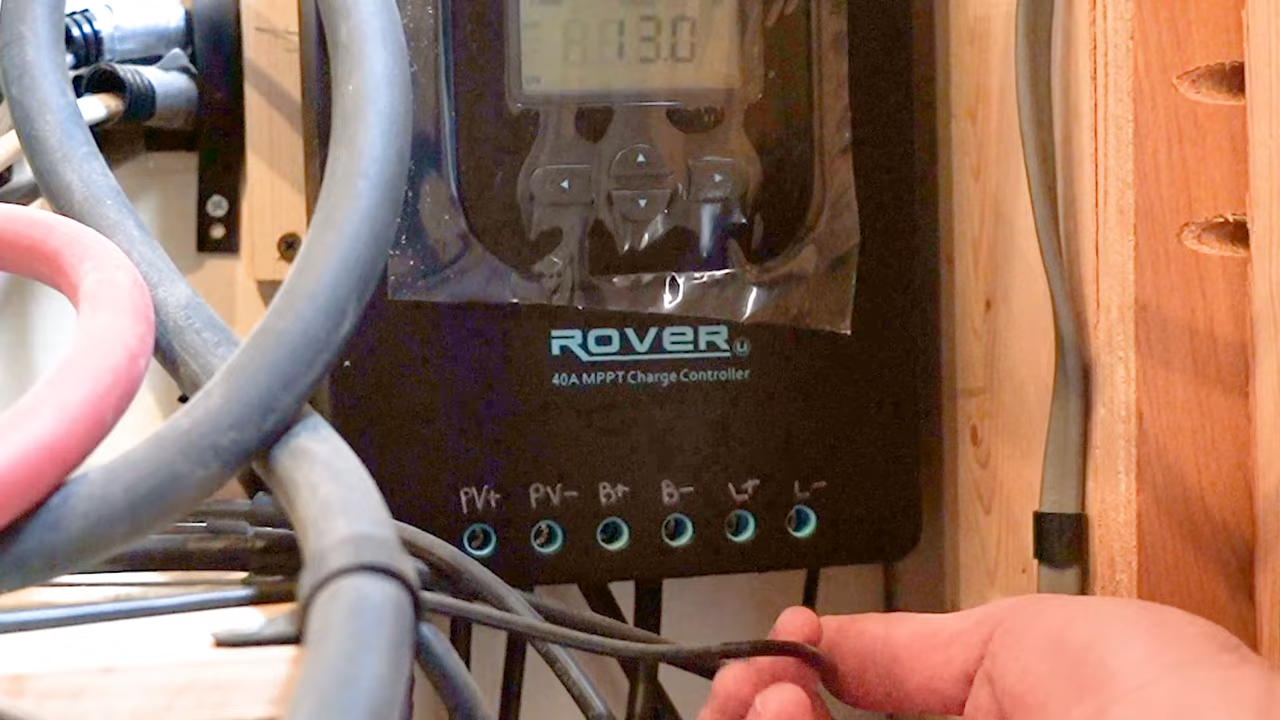 13.0
ROVER
40A MPPT Charge Controller
PV+ PV- B+ B- L+ L-